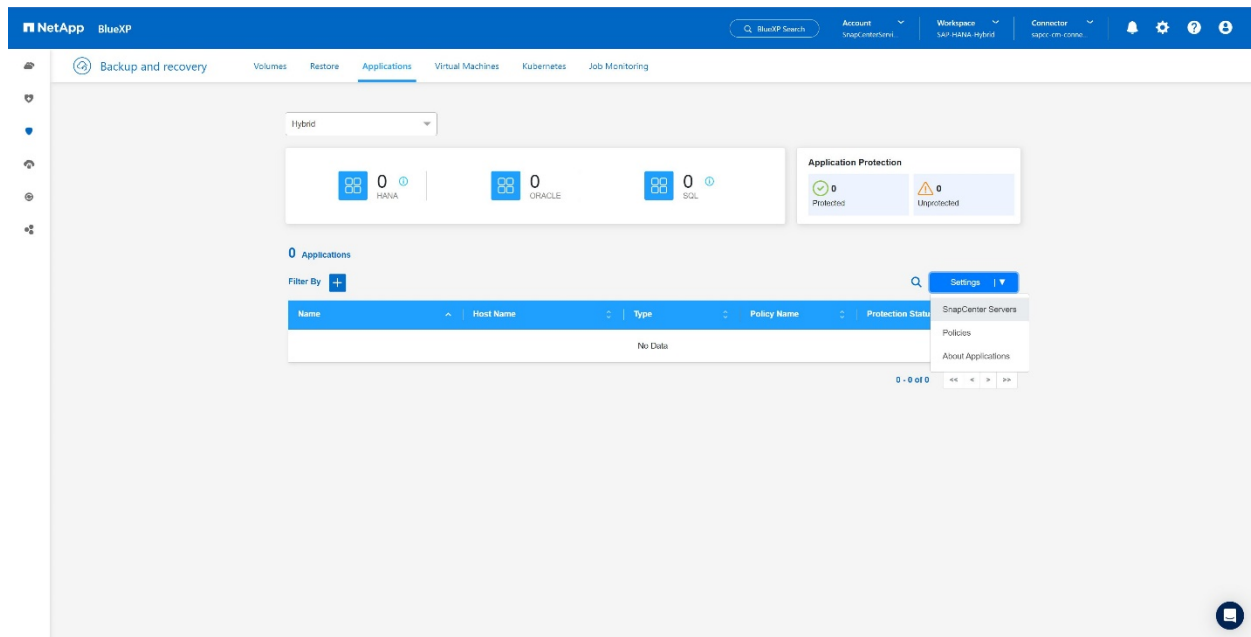 NetApp BlueXP
BlueXP Search
Account
SnapCenterServi...
Workspace
SAP-HANA-Hybrid
Connector
sapcc-cm-conne...
Backup and recovery
Volumes Restore Applications Virtual Machines Kubernetes Job Monitoring
Hybrid
0
HANA
0
ORACLE
0
SQL
Application Protection
0
Protected
0
Unprotected
0 Applications
Filter By
Settings
Name Host Name Type Policy Name Protection Statu
SnapCenter Servers
Policies
About Applications
No Data
0 - 0 of 0 << < > >>